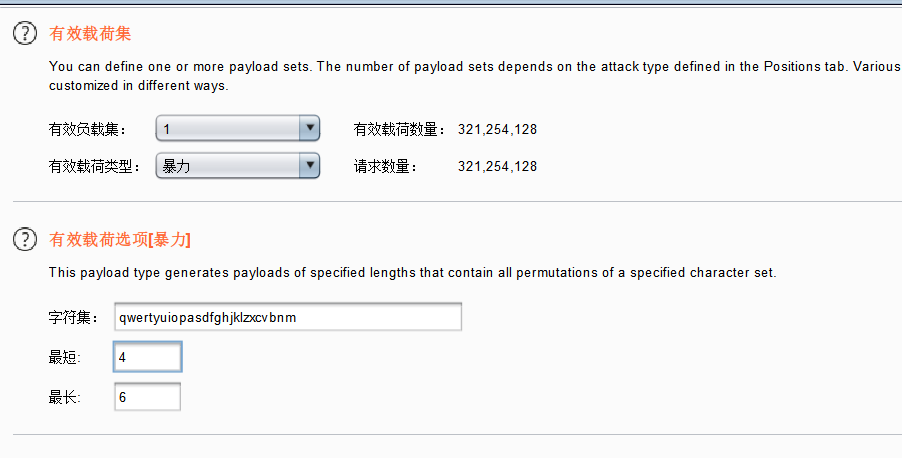 有效载荷集
You can define one or more payload sets. The number of payload sets depends on the attack type defined in the Positions tab. Various
customized in different ways.
有效负载集： 1 有效载荷数量： 321,254,128
有效载荷类型： 暴力 请求数量： 321,254,128
有效载荷选项[暴力]
This payload type generates payloads of specified lengths that contain all permutations of a specified character set.
字符集： qwertyuiopasdfghjklzxcvbnm
最短: 4
最长: 6